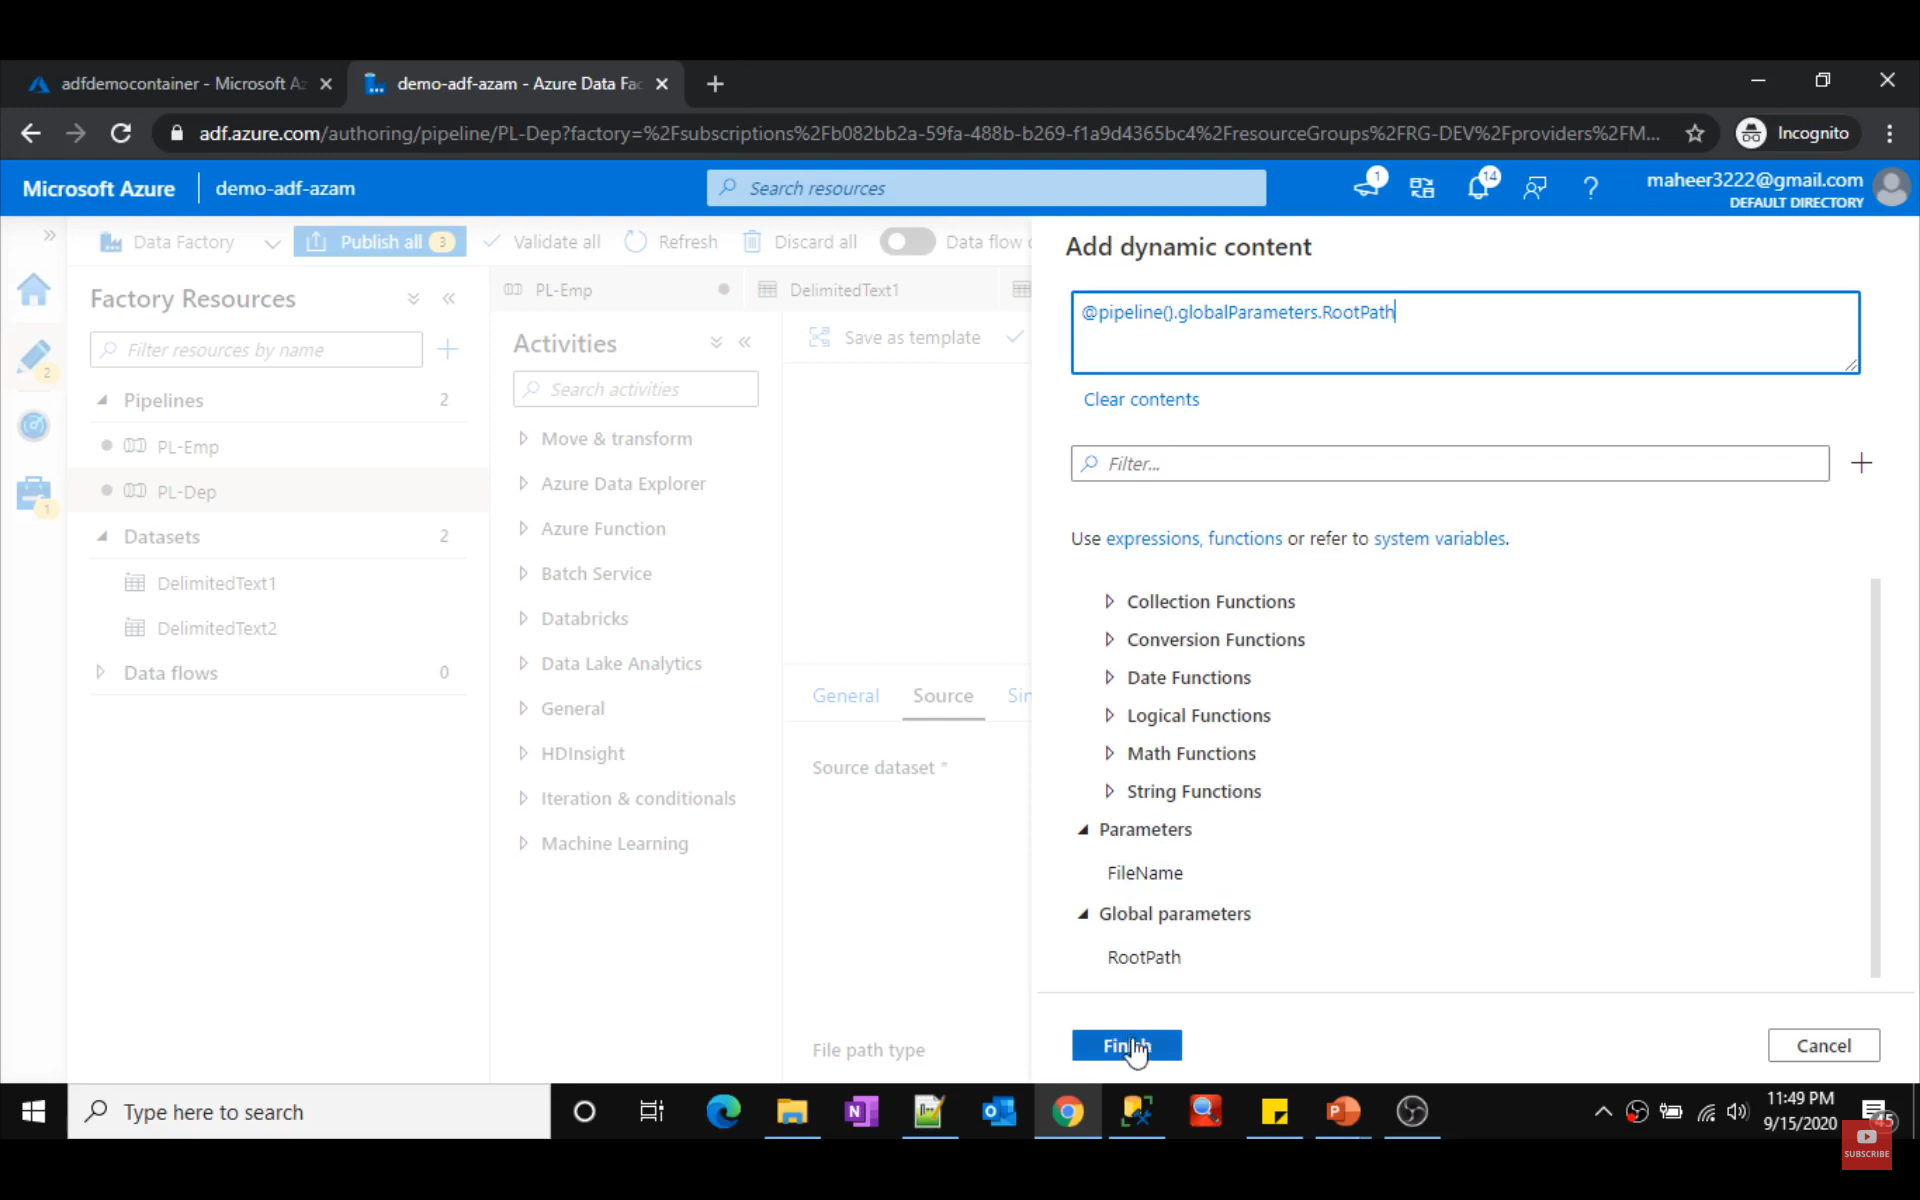 adfdemocontainer - Microsoft Az
demo-adf-azam - Azure Data Fac
adf.azure.com/authoring/pipeline/PL-Dep?factory=%2Fsubscriptions%2Fb082bb2a-59fa-488b-b269-f1a9d4365bc4%2FresourceGroups%2FRG-DEV%2Fproviders%2FM...
Incognito
Microsoft Azure
demo-adf-azam
Search resources
1
14
maheer3222@gmail.com
DEFAULT DIRECTORY
Data Factory
Publish all 3
Validate all
Refresh
Discard all
Data flow
2
1
Factory Resources
Filter resources by name
Pipelines 2
PL-Emp
PL-Dep
Datasets 2
DelimitedText1
DelimitedText2
Data flows 0
PL-Emp
DelimitedText1
Activities
Search activities
Move & transform
Azure Data Explorer
Azure Function
Batch Service
Databricks
Data Lake Analytics
General
HDInsight
Iteration & conditionals
Machine Learning
Save as template
General Source Sin
Source dataset *
File path type
Add dynamic content
@pipeline().globalParameters.RootPath
Clear contents
Filter...
Use expressions, functions or refer to system variables.
Collection Functions
Conversion Functions
Date Functions
Logical Functions
Math Functions
String Functions
Parameters
FileName
Global parameters
RootPath
Finish
Cancel
Type here to search
11:49 PM
9/15/2020
45
SUBSCRIBE